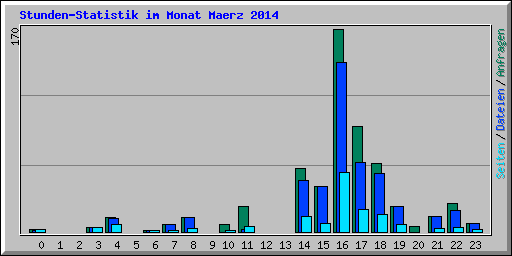 Stunden-Statistik im Monat Maerz 2014
170
Seiten / Dateien / Anfragen
0 1 2 3 4 5 6 7 8 9 10 11 12 13 14 15 16 17 18 19 20 21 22 23